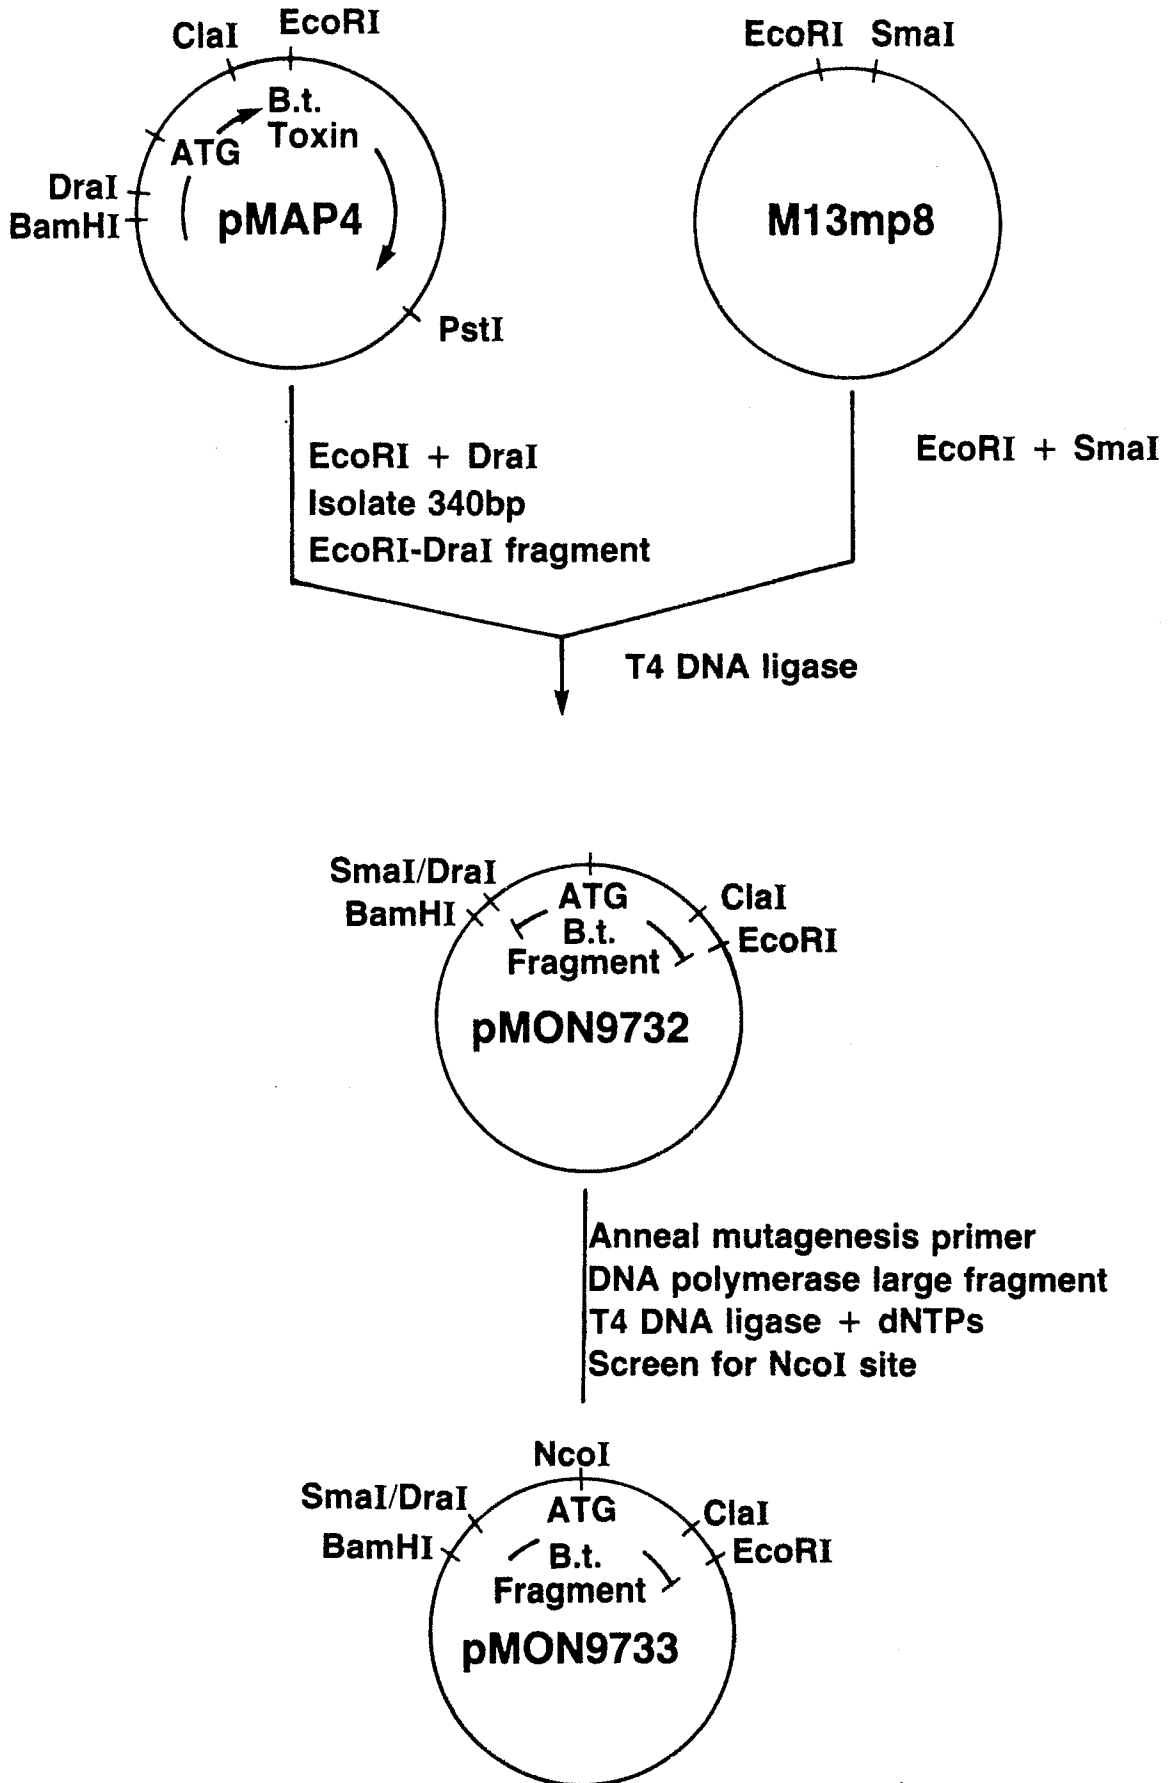 ClaI
EcoRI
B.t.
Toxin
ATG
DraI
BamHI
pMAP4
PstI
EcoRI SmaI
M13mp8
EcoRI + DraI
Isolate 340bp
EcoRI-DraI fragment
EcoRI + SmaI
T4 DNA ligase
SmaI/DraI
BamHI
ATG
B.t.
Fragment
ClaI
EcoRI
pMON9732
Anneal mutagenesis primer
DNA polymerase large fragment
T4 DNA ligase + dNTPs
Screen for NcoI site
NcoI
SmaI/DraI
BamHI
ATG
B.t.
Fragment
ClaI
EcoRI
pMON9733